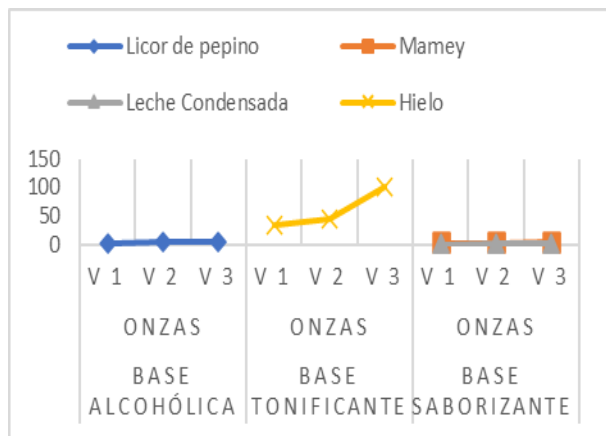 Licor de pepino Mamey
Leche Condensada Hielo
150
100
50
0
V 1 V 2 V 3 V 1 V 2 V 3 V 1 V 2 V 3
ONZAS ONZAS ONZAS
BASE BASE BASE
ALCOHÓLICA TONIFICANTE SABORIZANTE